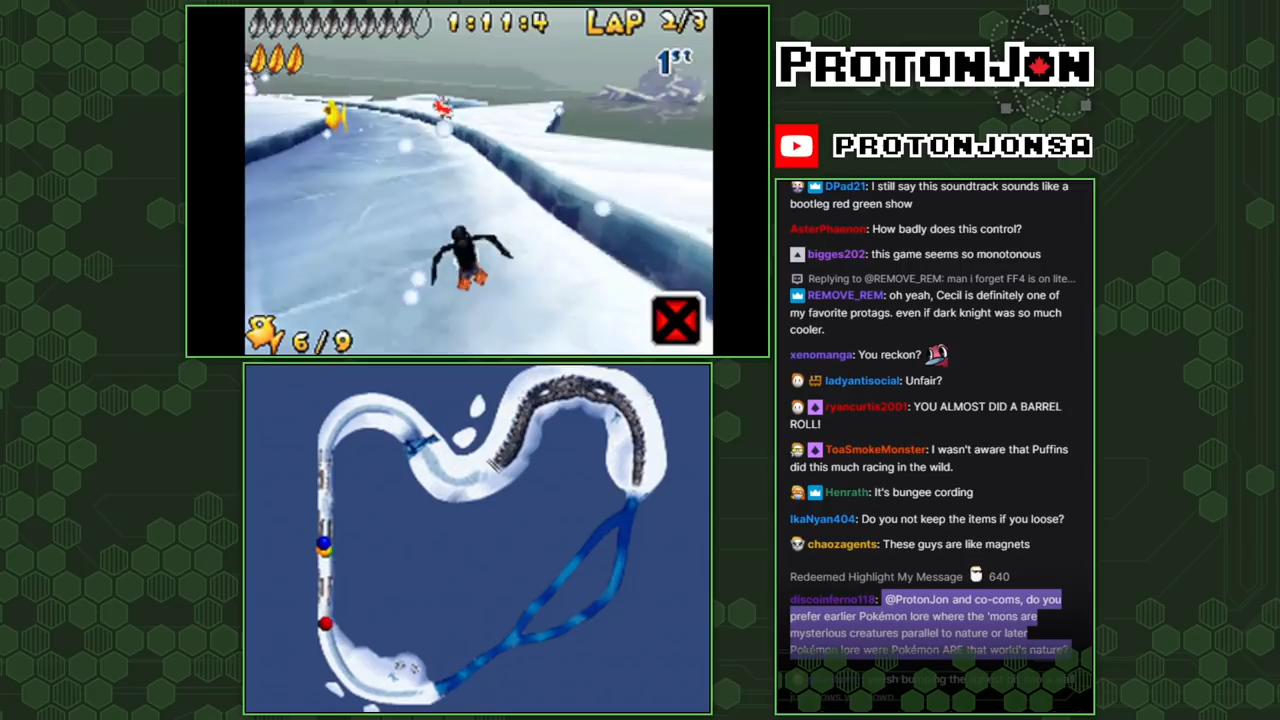 1:11:4
LAP 2/3
1st
6/9
PROTONJON
PROTONJONSA
DPad21: I still say this soundtrack sounds like a
bootleg red green show
AsterPhaenon: How badly does this control?
bigges202: this game seems so monotonous
Replying to @REMOVE_REM: man i forget FF4 is on lite...
REMOVE_REM: oh yeah, Cecil is definitely one of
my favorite protags. even if dark knight was so much
cooler.
xenomanga: You reckon?
ladyantisocial: Unfair?
ryancurtis2001: YOU ALMOST DID A BARREL
ROLL!
ToaSmokeMonster: I wasn't aware that Puffins
did this much racing in the wild.
Henrath: It's bungee cording
IkaNyan404: Do you not keep the items if you loose?
chaozagents: These guys are like magnets
Redeemed Highlight My Message 640
discoinferno118: @ProtonJon and co-coms, do you
prefer earlier Pokémon lore where the 'mons are
mysterious creatures parallel to nature or later
Pokémon lore were Pokémon ARE that world's nature?